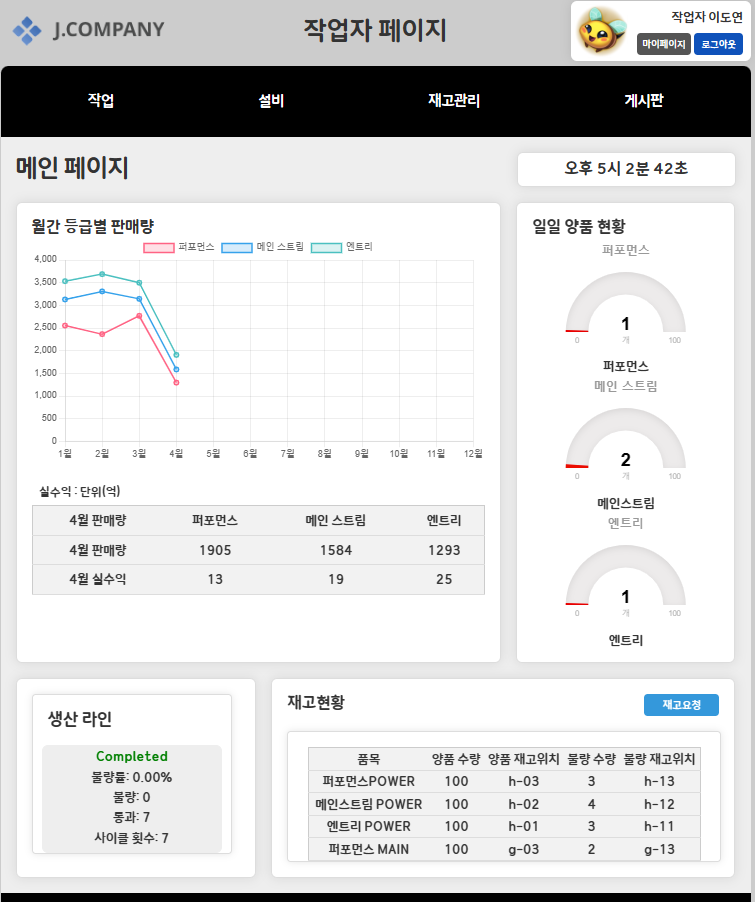 J.COMPANY
작업자 페이지
작업자 이도연
마이페이지 로그아웃
작업 설비 재고관리 게시판
메인 페이지
오후 5시 2분 42초
월간 등급별 판매량
퍼포먼스 메인 스트림 엔트리
4,000
3,500
3,000
2,500
2,000
1,500
1,000
500
0
1월 2월 3월 4월 5월 6월 7월 8월 9월 10월 11월 12월
실수익 : 단위(억)
4월 판매량 퍼포먼스 메인 스트림 엔트리
4월 판매량 1905 1584 1293
4월 실수익 13 19 25
일일 양품 현황
퍼포먼스
1
0 개 100
퍼포먼스
메인 스트림
2
0 개 100
메인스트림
엔트리
1
0 개 100
엔트리
생산 라인
Completed
불량률: 0.00%
불량: 0
통과: 7
사이클 횟수: 7
재고현황
재고요청
품목 양품 수량 양품 재고위치 불량 수량 불량 재고위치
퍼포먼스POWER 100 h-03 3 h-13
메인스트림 POWER 100 h-02 4 h-12
엔트리 POWER 100 h-01 3 h-11
퍼포먼스 MAIN 100 g-03 2 g-13